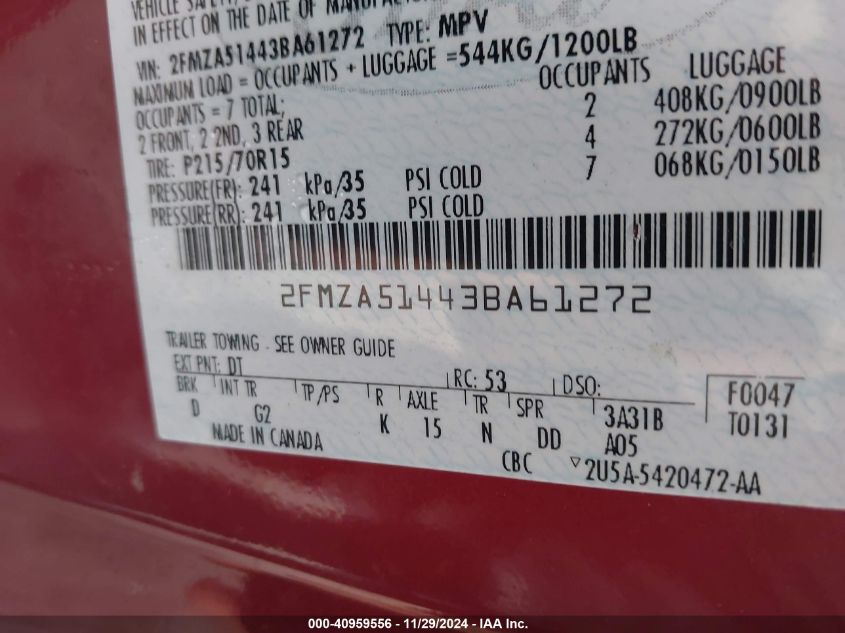 VEHICLE SAFETY
IN EFFECT ON THE DATE OF MANUFAC
VIN: 2FMZA51443BA61272 TYPE: MPV
MAXIMUM LOAD = OCCUPANTS + LUGGAGE =544KG/1200LB
OCCUPANTS = 7 TOTAL; OCCUPANTS LUGGAGE
2 FRONT, 2 2ND, 3 REAR 2 408KG/0900LB
TIRE: P215/70R15 4 272KG/0600LB
PRESSURE(FR): 241 kPa/35 PSI COLD 7 068KG/0150LB
PRESSURE(RR): 241 kPa/35 PSI COLD
2FMZA51443BA61272
TRAILER TOWING - SEE OWNER GUIDE
EXT PNT: DT RC: 53 DSO: F0047
BRK INT TR TP/PS R AXLE TR SPR 3A31B T0131
D G2 K 15 N DD A05
MADE IN CANADA CBC ▽2U5A-5420472-AA
000-40959556 - 11/29/2024 - IAA Inc.